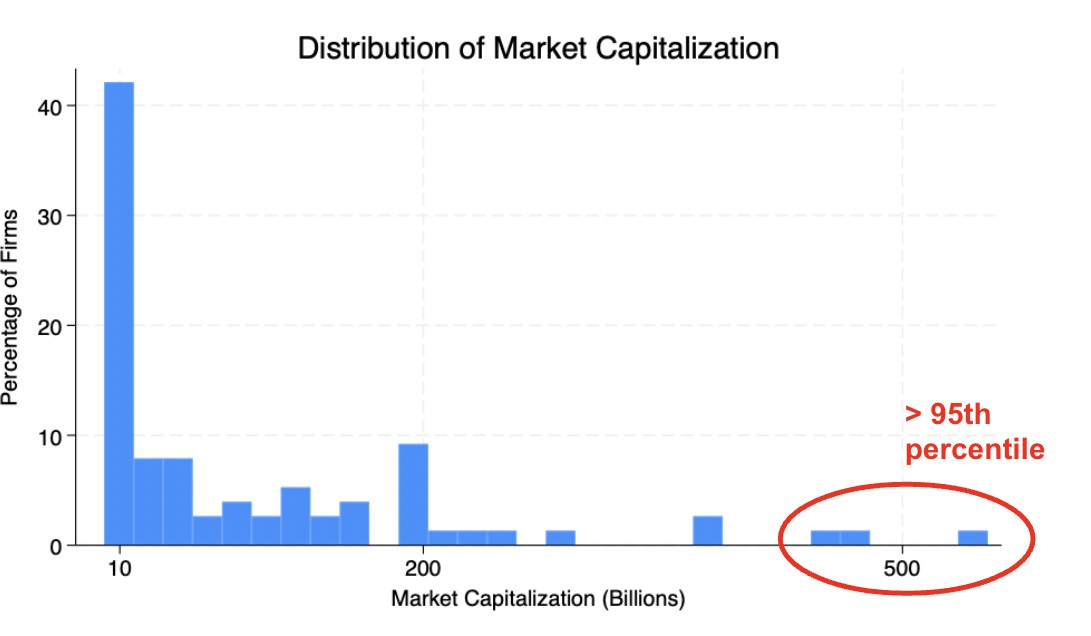 Distribution of Market Capitalization
Percentage of Firms
40
30
20
10
0
> 95th
percentile
10
200
500
Market Capitalization (Billions)